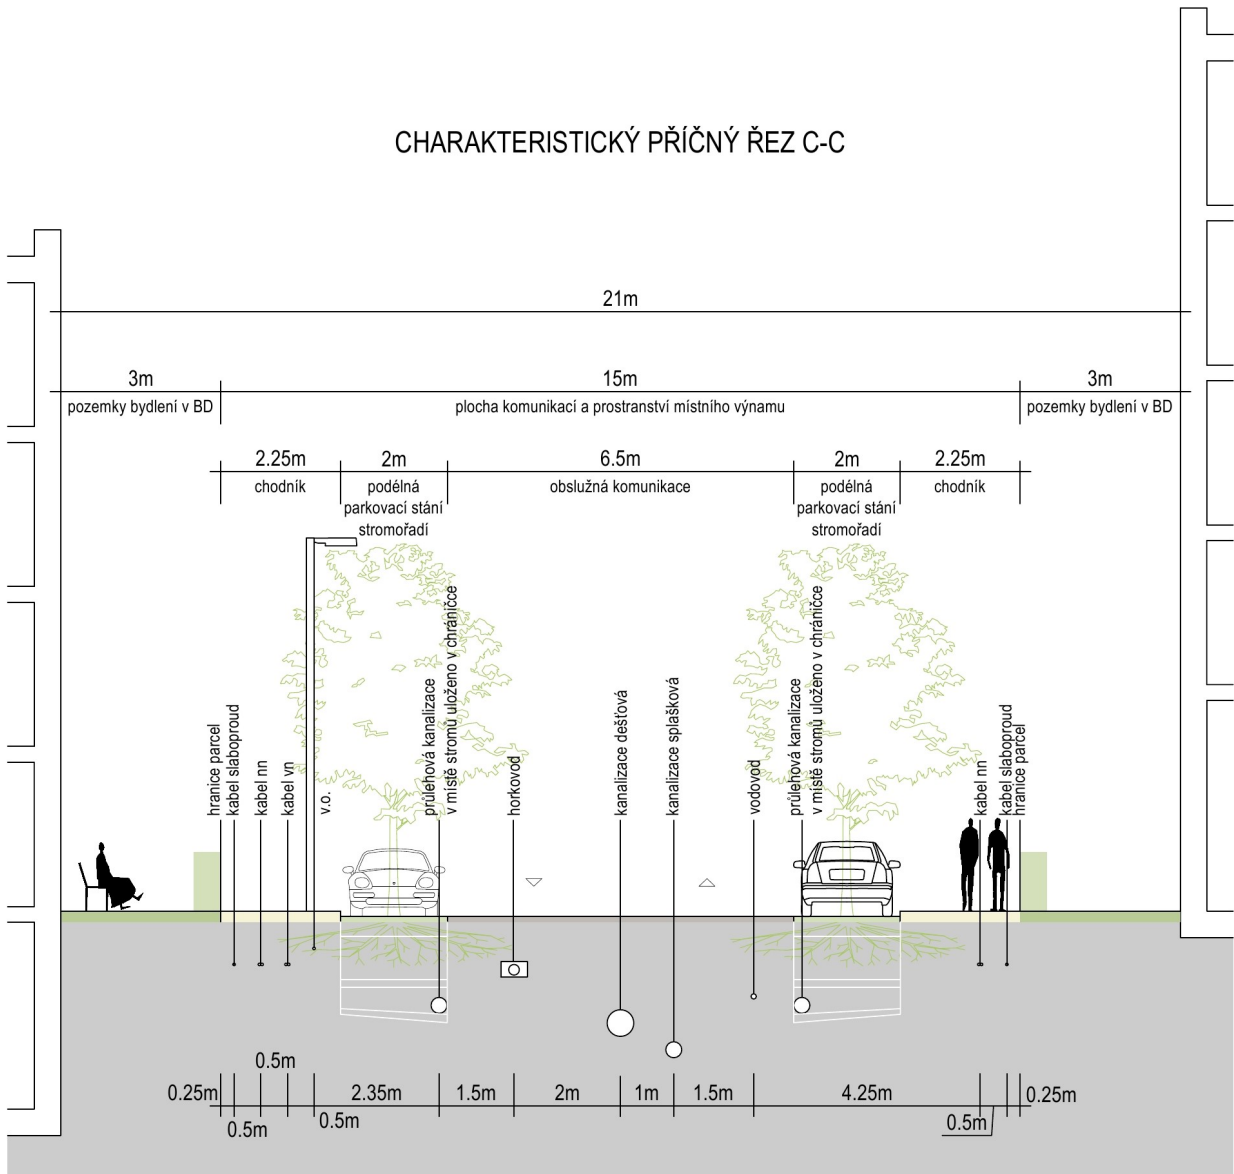 CHARAKTERISTICKÝ PŘÍČNÝ ŘEZ C-C
21m
3m
15m
3m
pozemky bydlení v BD
plocha komunikací a prostranství místního výnamu
pozemky bydlení v BD
2.25m
2m
6.5m
2m
2.25m
chodník
podélná
parkovací stání
stromořadí
obslužná komunikace
podélná
parkovací stání
stromořadí
chodník
hranice parcel
kabel slaboproud
kabel nn
kabel vn
v.o.
průlehová kanalizace
v místě stromu uloženo v chráničce
horkovod
kanalizace dešťová
kanalizace splašková
vodovod
průlehová kanalizace
v místě stromu uloženo v chráničce
kabel nn
kabel slaboproud
hranice parcel
0.25m
0.5m
0.5m
0.5m
2.35m
1.5m
2m
1m
1.5m
4.25m
0.5m
0.25m